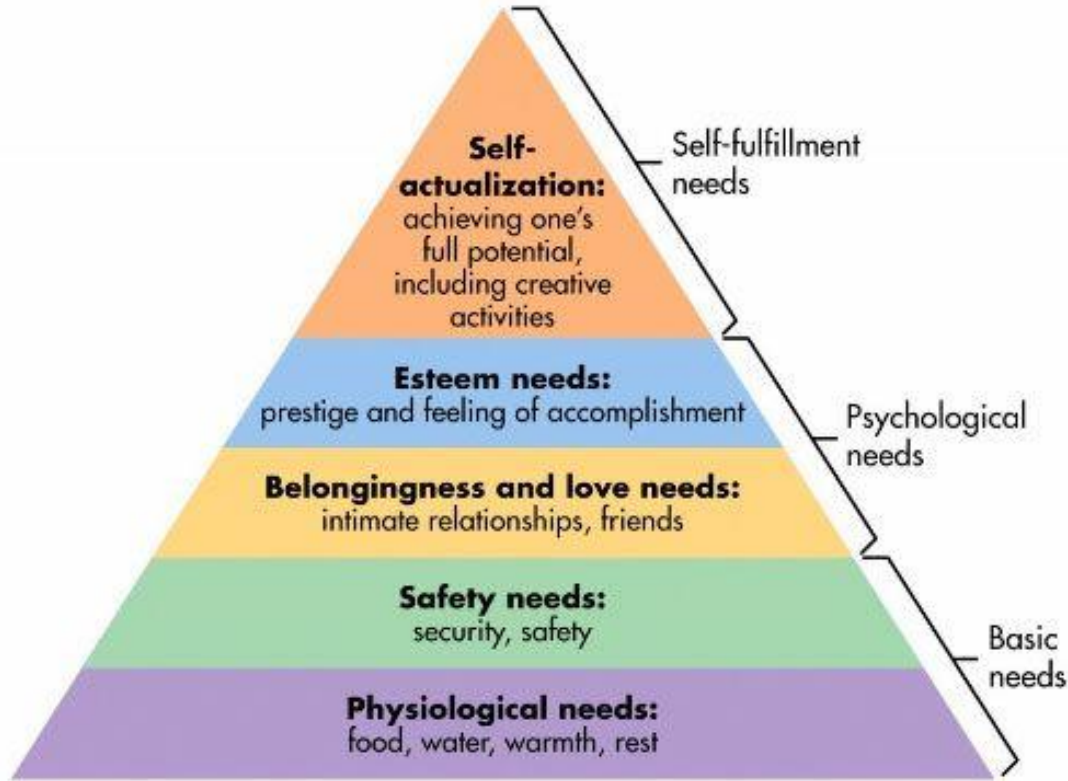 Self-
actualization:
achieving one's
full potential,
including creative
activities
Self-fulfillment
needs
Esteem needs:
prestige and feeling of accomplishment
Belongingness and love needs:
intimate relationships, friends
Psychological
needs
Safety needs:
security, safety
Physiological needs:
food, water, warmth, rest
Basic
needs